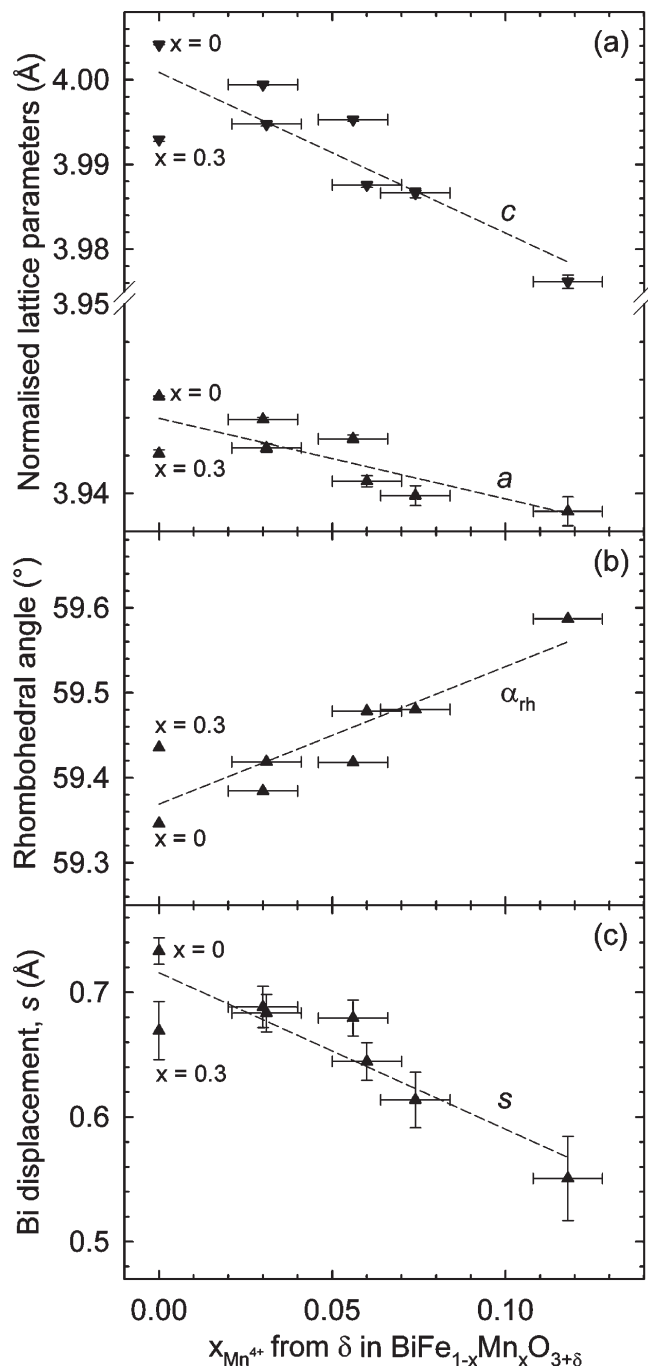 (a)
x = 0
4.00
3.99
x = 0.3
3.98
c
3.95
Normalised lattice parameters (Å)
x = 0
x = 0.3
3.94
a
(b)
59.6
59.5
α_rh
x = 0.3
59.4
x = 0
59.3
Rhombohedral angle (°)
(c)
x = 0
0.7
x = 0.3
s
0.6
0.5
Bi displacement, s (Å)
0.00 0.05 0.10
x_Mn⁴⁺ from δ in BiFe₁₋ₓMnₓO₃₊δ